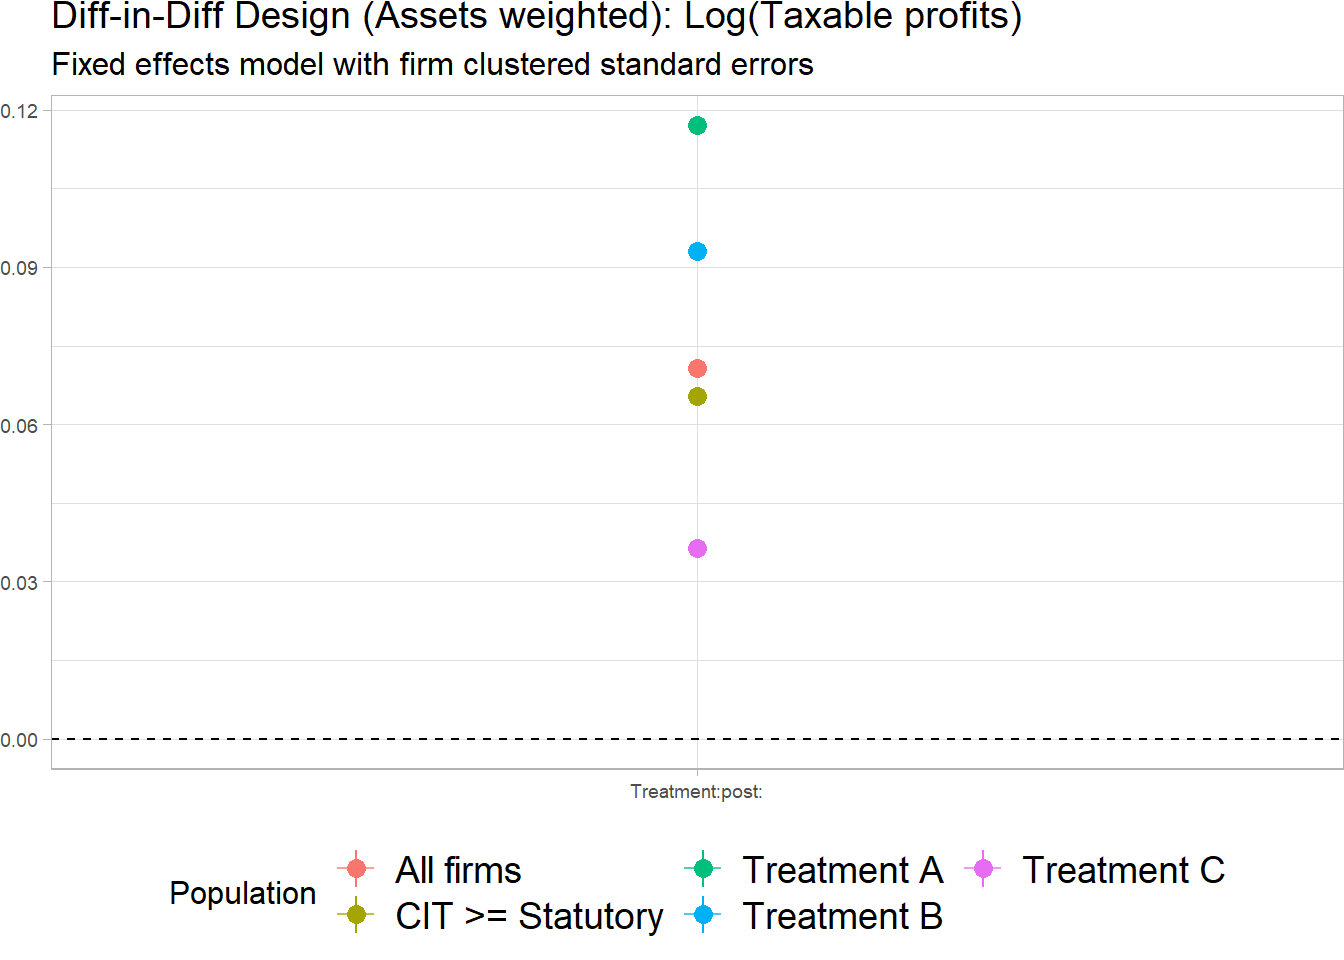 Diff-in-Diff Design (Assets weighted): Log(Taxable profits)
Fixed effects model with firm clustered standard errors
0.12
0.09
0.06
0.03
0.00
Treatment:post:
Population
All firms
CIT >= Statutory
Treatment A
Treatment B
Treatment C